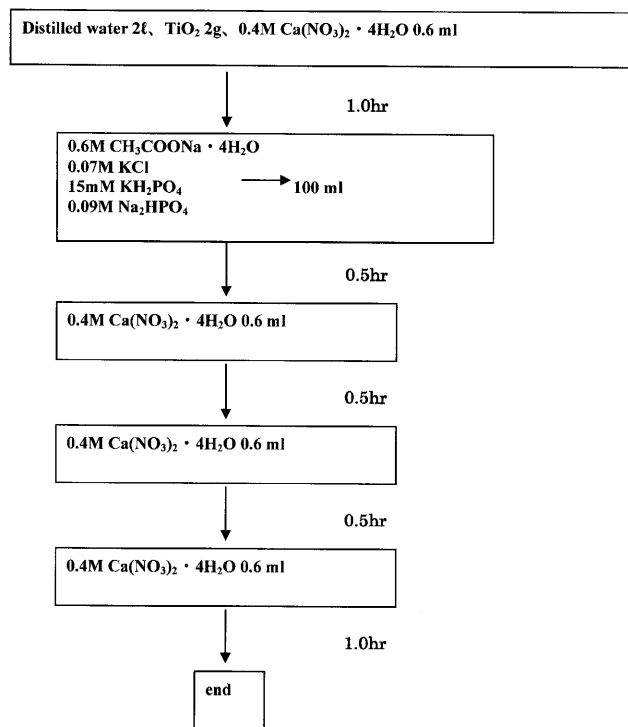 Distilled water 2ℓ、TiO₂ 2g、0.4M Ca(NO₃)₂・4H₂O 0.6 ml
1.0hr
0.6M CH₃COONa・4H₂O
0.07M KCl
15mM KH₂PO₄
100 ml
0.09M Na₂HPO₄
0.5hr
0.4M Ca(NO₃)₂・4H₂O 0.6 ml
0.5hr
0.4M Ca(NO₃)₂・4H₂O 0.6 ml
0.5hr
0.4M Ca(NO₃)₂・4H₂O 0.6 ml
1.0hr
end